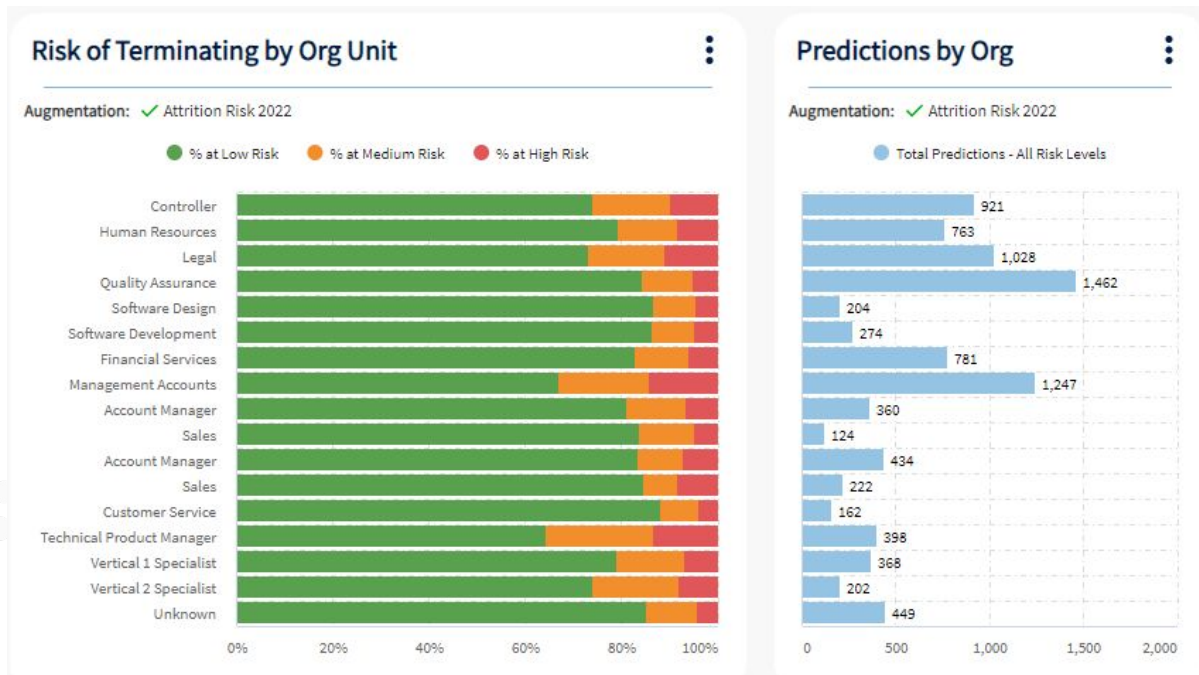 Risk of Terminating by Org Unit
Augmentation: Attrition Risk 2022
% at Low Risk % at Medium Risk % at High Risk
Controller
Human Resources
Legal
Quality Assurance
Software Design
Software Development
Financial Services
Management Accounts
Account Manager
Sales
Account Manager
Sales
Customer Service
Technical Product Manager
Vertical 1 Specialist
Vertical 2 Specialist
Unknown
0% 20% 40% 60% 80% 100%
Predictions by Org
Augmentation: Attrition Risk 2022
Total Predictions - All Risk Levels
921
763
1,028
1,462
204
274
781
1,247
360
124
434
222
162
398
368
202
449
0 500 1,000 1,500 2,000